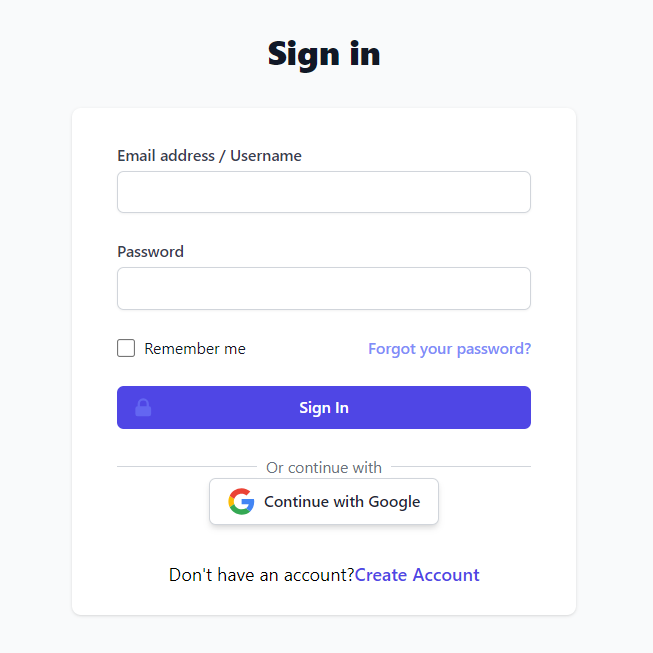 Sign in
Email address / Username
Password
Remember me
Forgot your password?
Sign In
Or continue with
Continue with Google
Don't have an account?Create Account